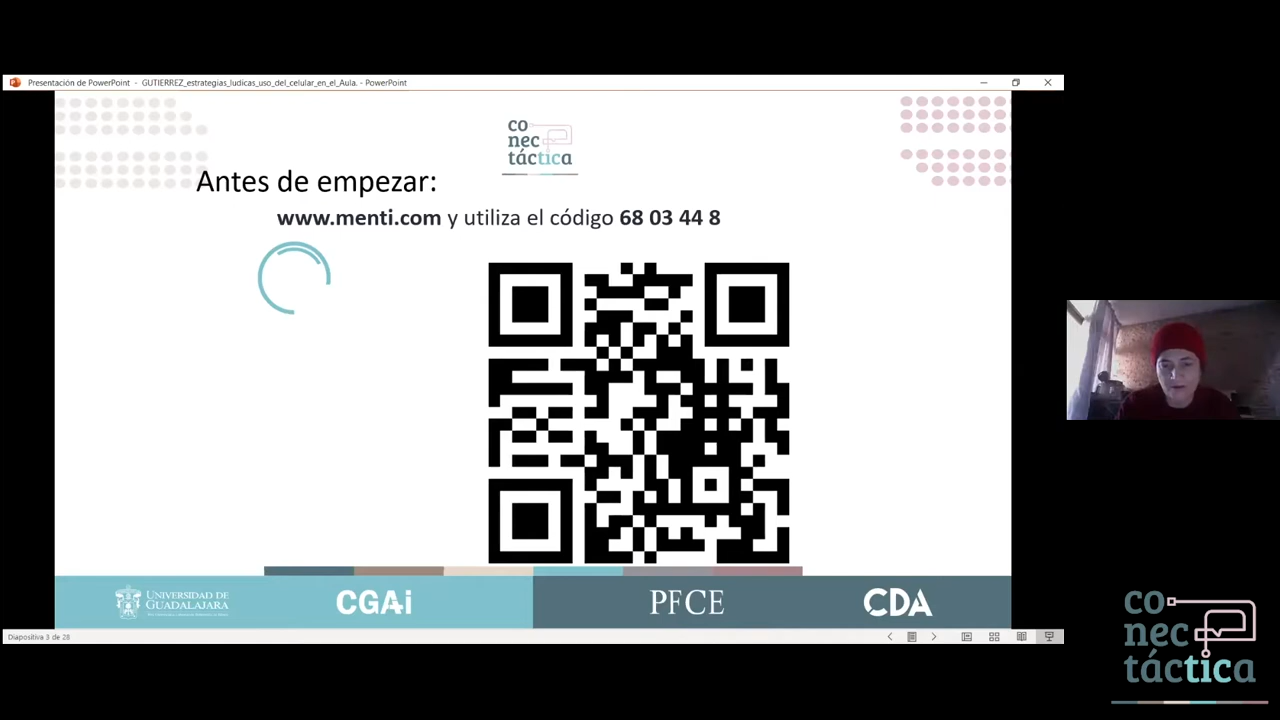 Presentación de PowerPoint - GUTIERREZ_estrategias_ludicas_uso_del_celular_en_el_Aula. - PowerPoint
co
nec
táctica
Antes de empezar:
www.menti.com y utiliza el código 68 03 44 8
UNIVERSIDAD DE
GUADALAJARA
CGAi
PFCE
CDA
Diapositiva 3 de 28
co
nec
táctica